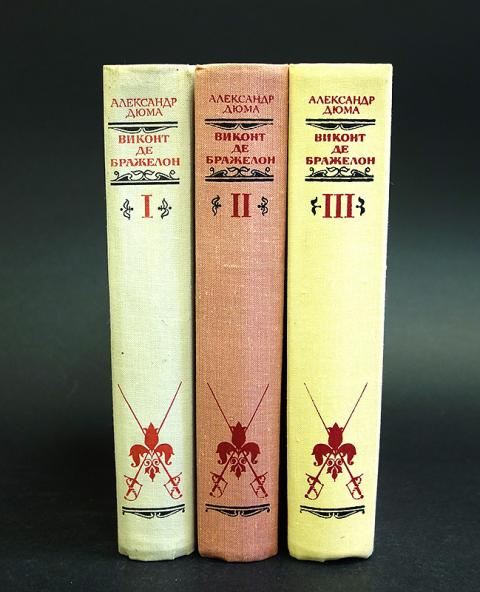 АЛЕКСАНДР
ДЮМА
ВИКОНТ
ДЕ
БРАЖЕЛОН
I
АЛЕКСАНДР
ДЮМА
ВИКОНТ
ДЕ
БРАЖЕЛОН
II
АЛЕКСАНДР
ДЮМА
ВИКОНТ
ДЕ
БРАЖЕЛОН
III